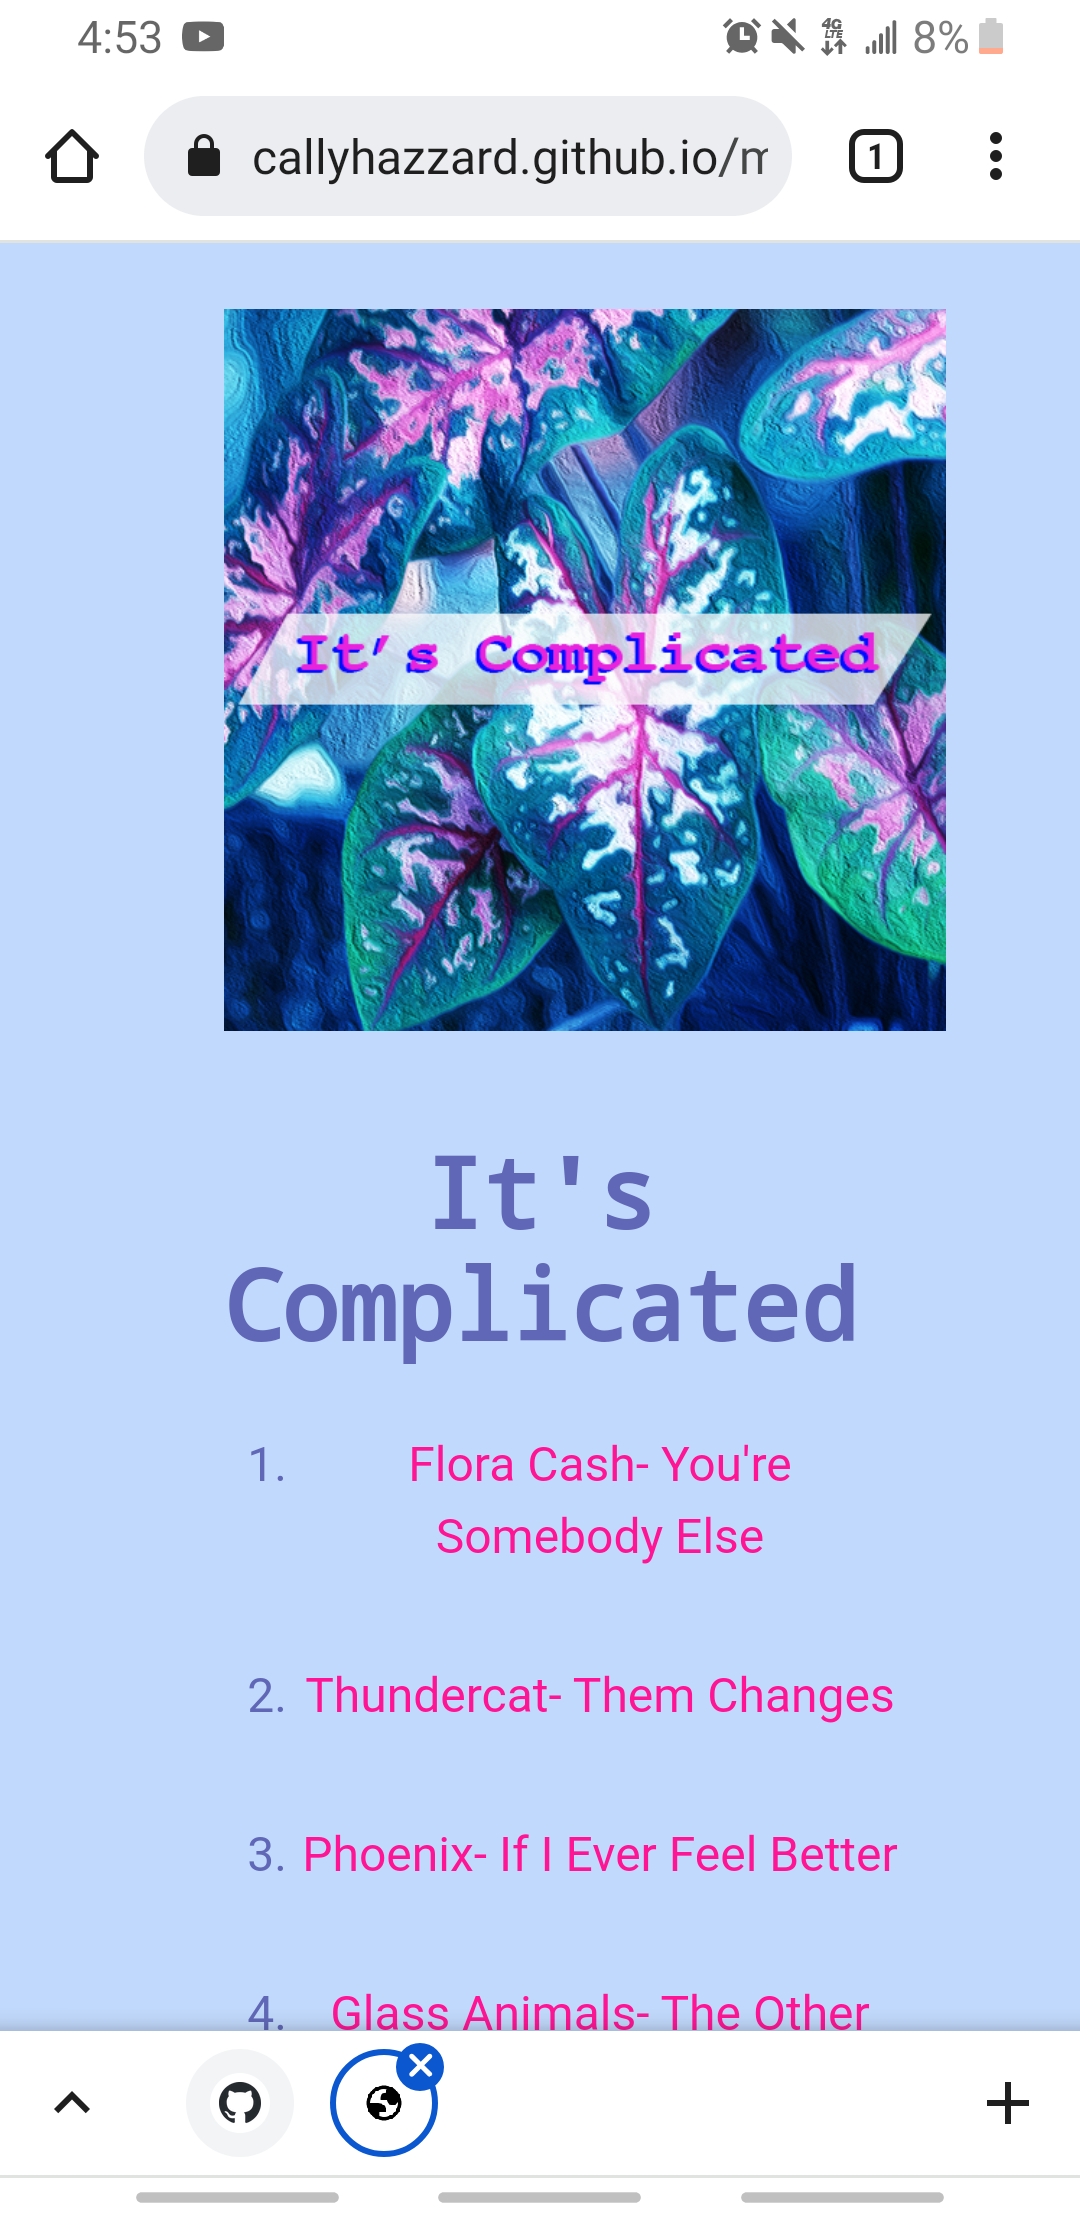 4:53
4G
LTE
8%
callyhazzard.github.io/m
1
It's Complicated
It's
Complicated
1. Flora Cash- You're
Somebody Else
2. Thundercat- Them Changes
3. Phoenix- If I Ever Feel Better
4. Glass Animals- The Other